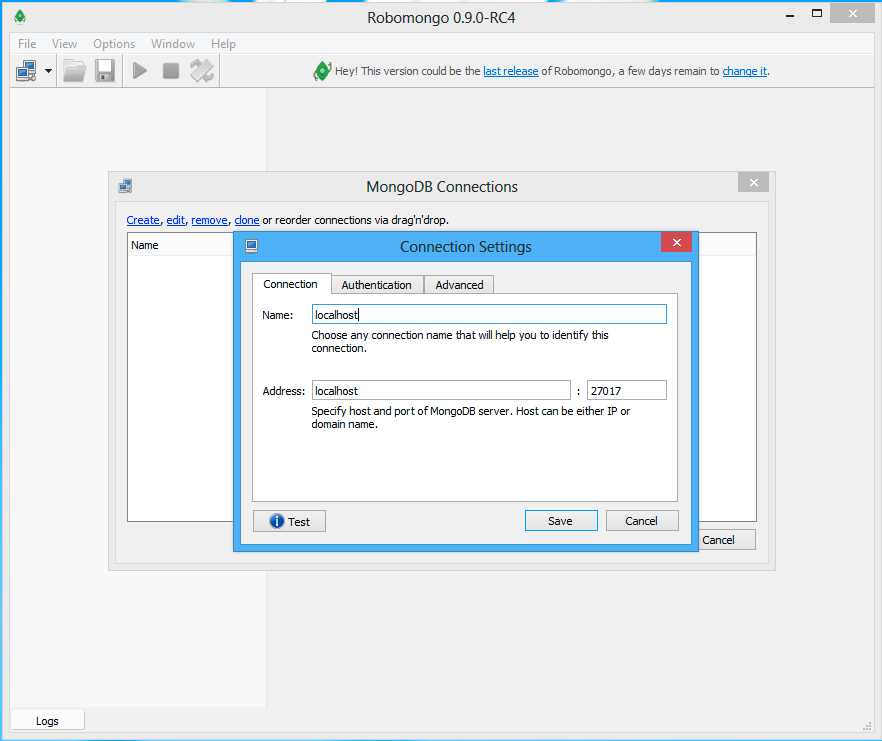 Robomongo 0.9.0-RC4
File View Options Window Help
Hey! This version could be the last release of Robomongo, a few days remain to change it.
MongoDB Connections
Create, edit, remove, clone or reorder connections via drag'n'drop.
Name
Connection Settings
Connection Authentication Advanced
Name: localhost
Choose any connection name that will help you to identify this
connection.
Address: localhost : 27017
Specify host and port of MongoDB server. Host can be either IP or
domain name.
Test Save Cancel
Cancel
Logs